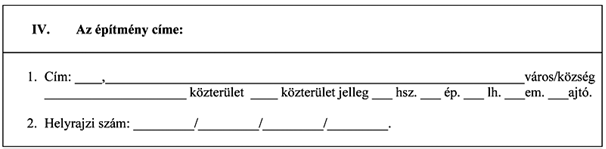 IV. Az építmény címe:
1. Cím: ____,____________________________________________________________város/község
____________________ közterület ____ közterület jelleg ___ hsz. ___ ép. ___ lh. ___em. ___ajtó.
2. Helyrajzi szám: _________/_________/_________/_________.